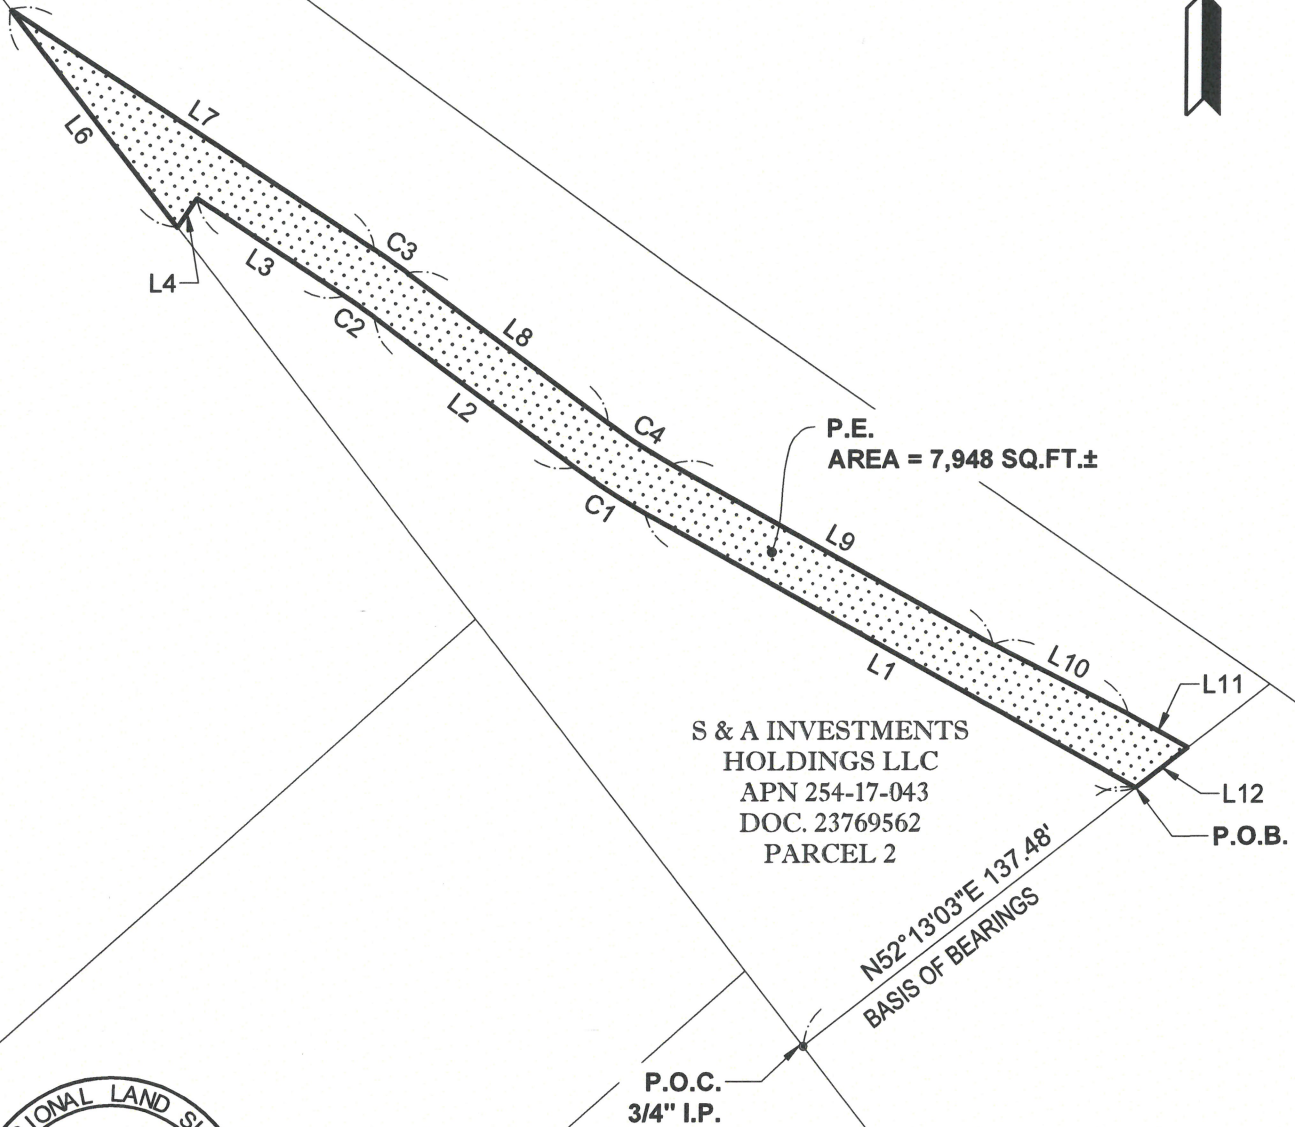 L7
L6
C3
L3
L4
C2
L8
L2
C4
P.E.
AREA = 7,948 SQ.FT.±
C1
L9
L1
L10
L11
S & A INVESTMENTS
HOLDINGS LLC
APN 254-17-043
DOC. 23769562
PARCEL 2
L12
P.O.B.
N52°13'03"E 137.48'
BASIS OF BEARINGS
P.O.C.
3/4" I.P.
IONAL LAND